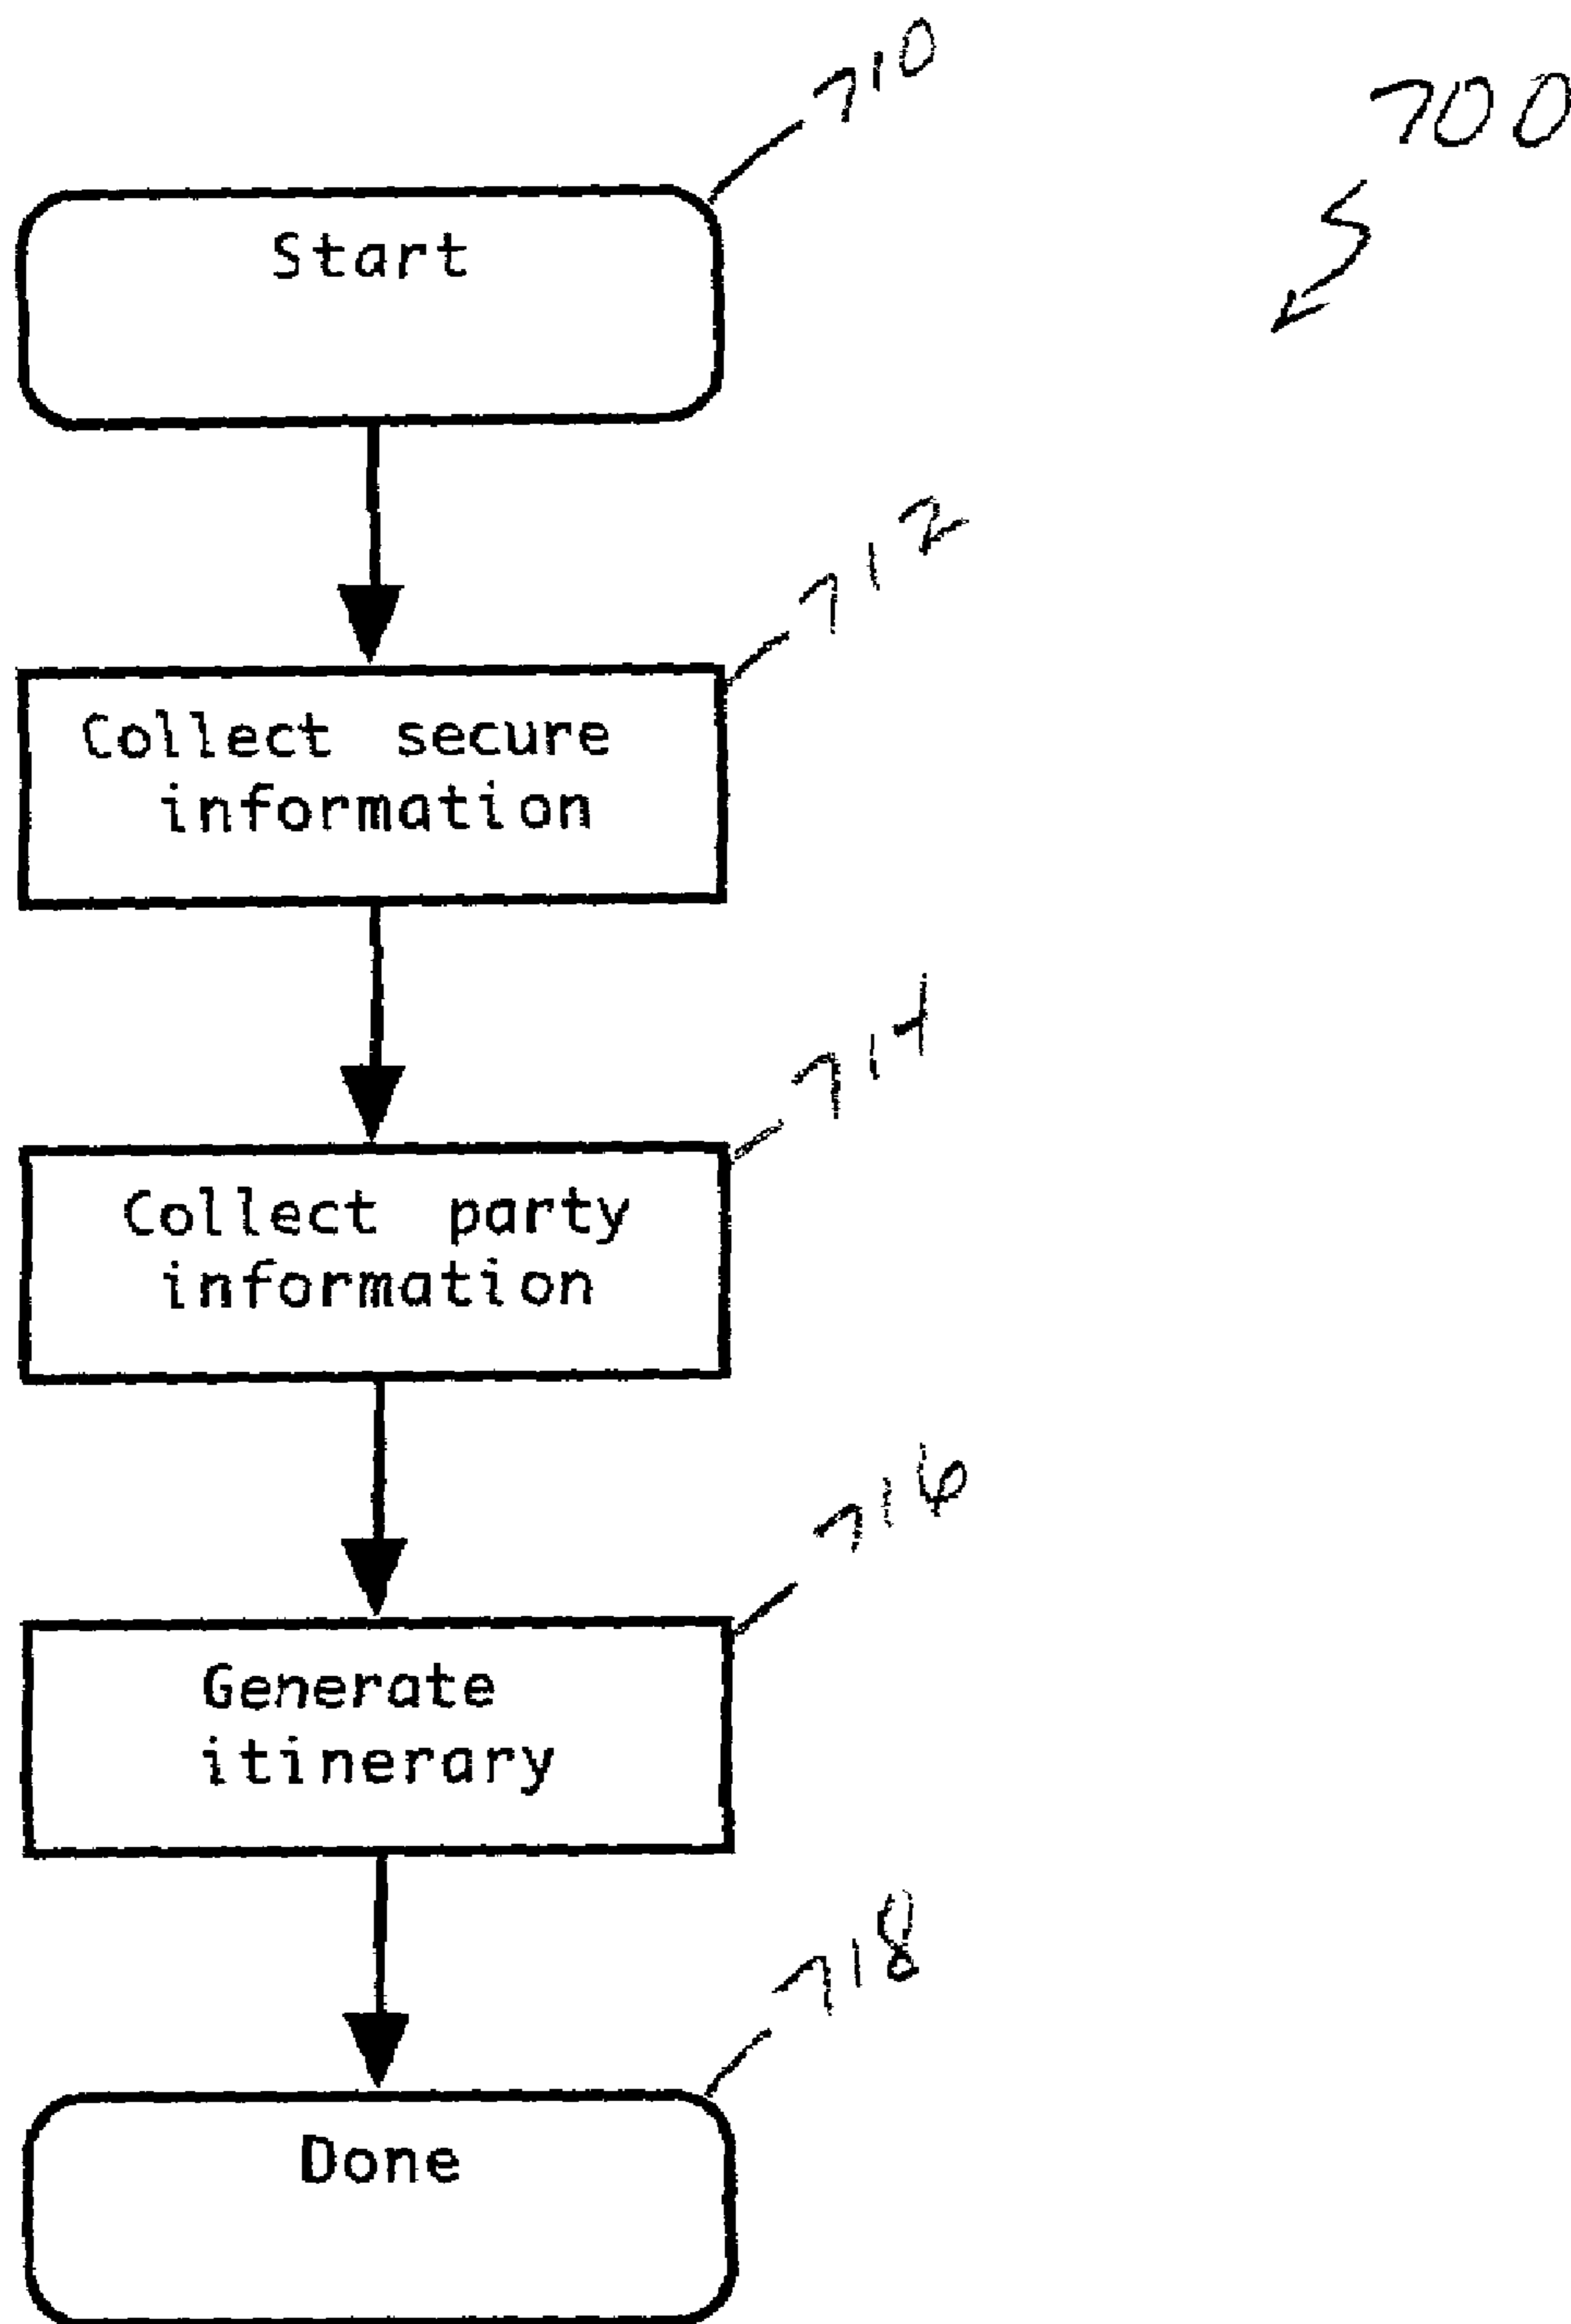 710
700
Start
712
Collect secure
information
714
Collect party
information
716
Generate
itinerary
718
Done